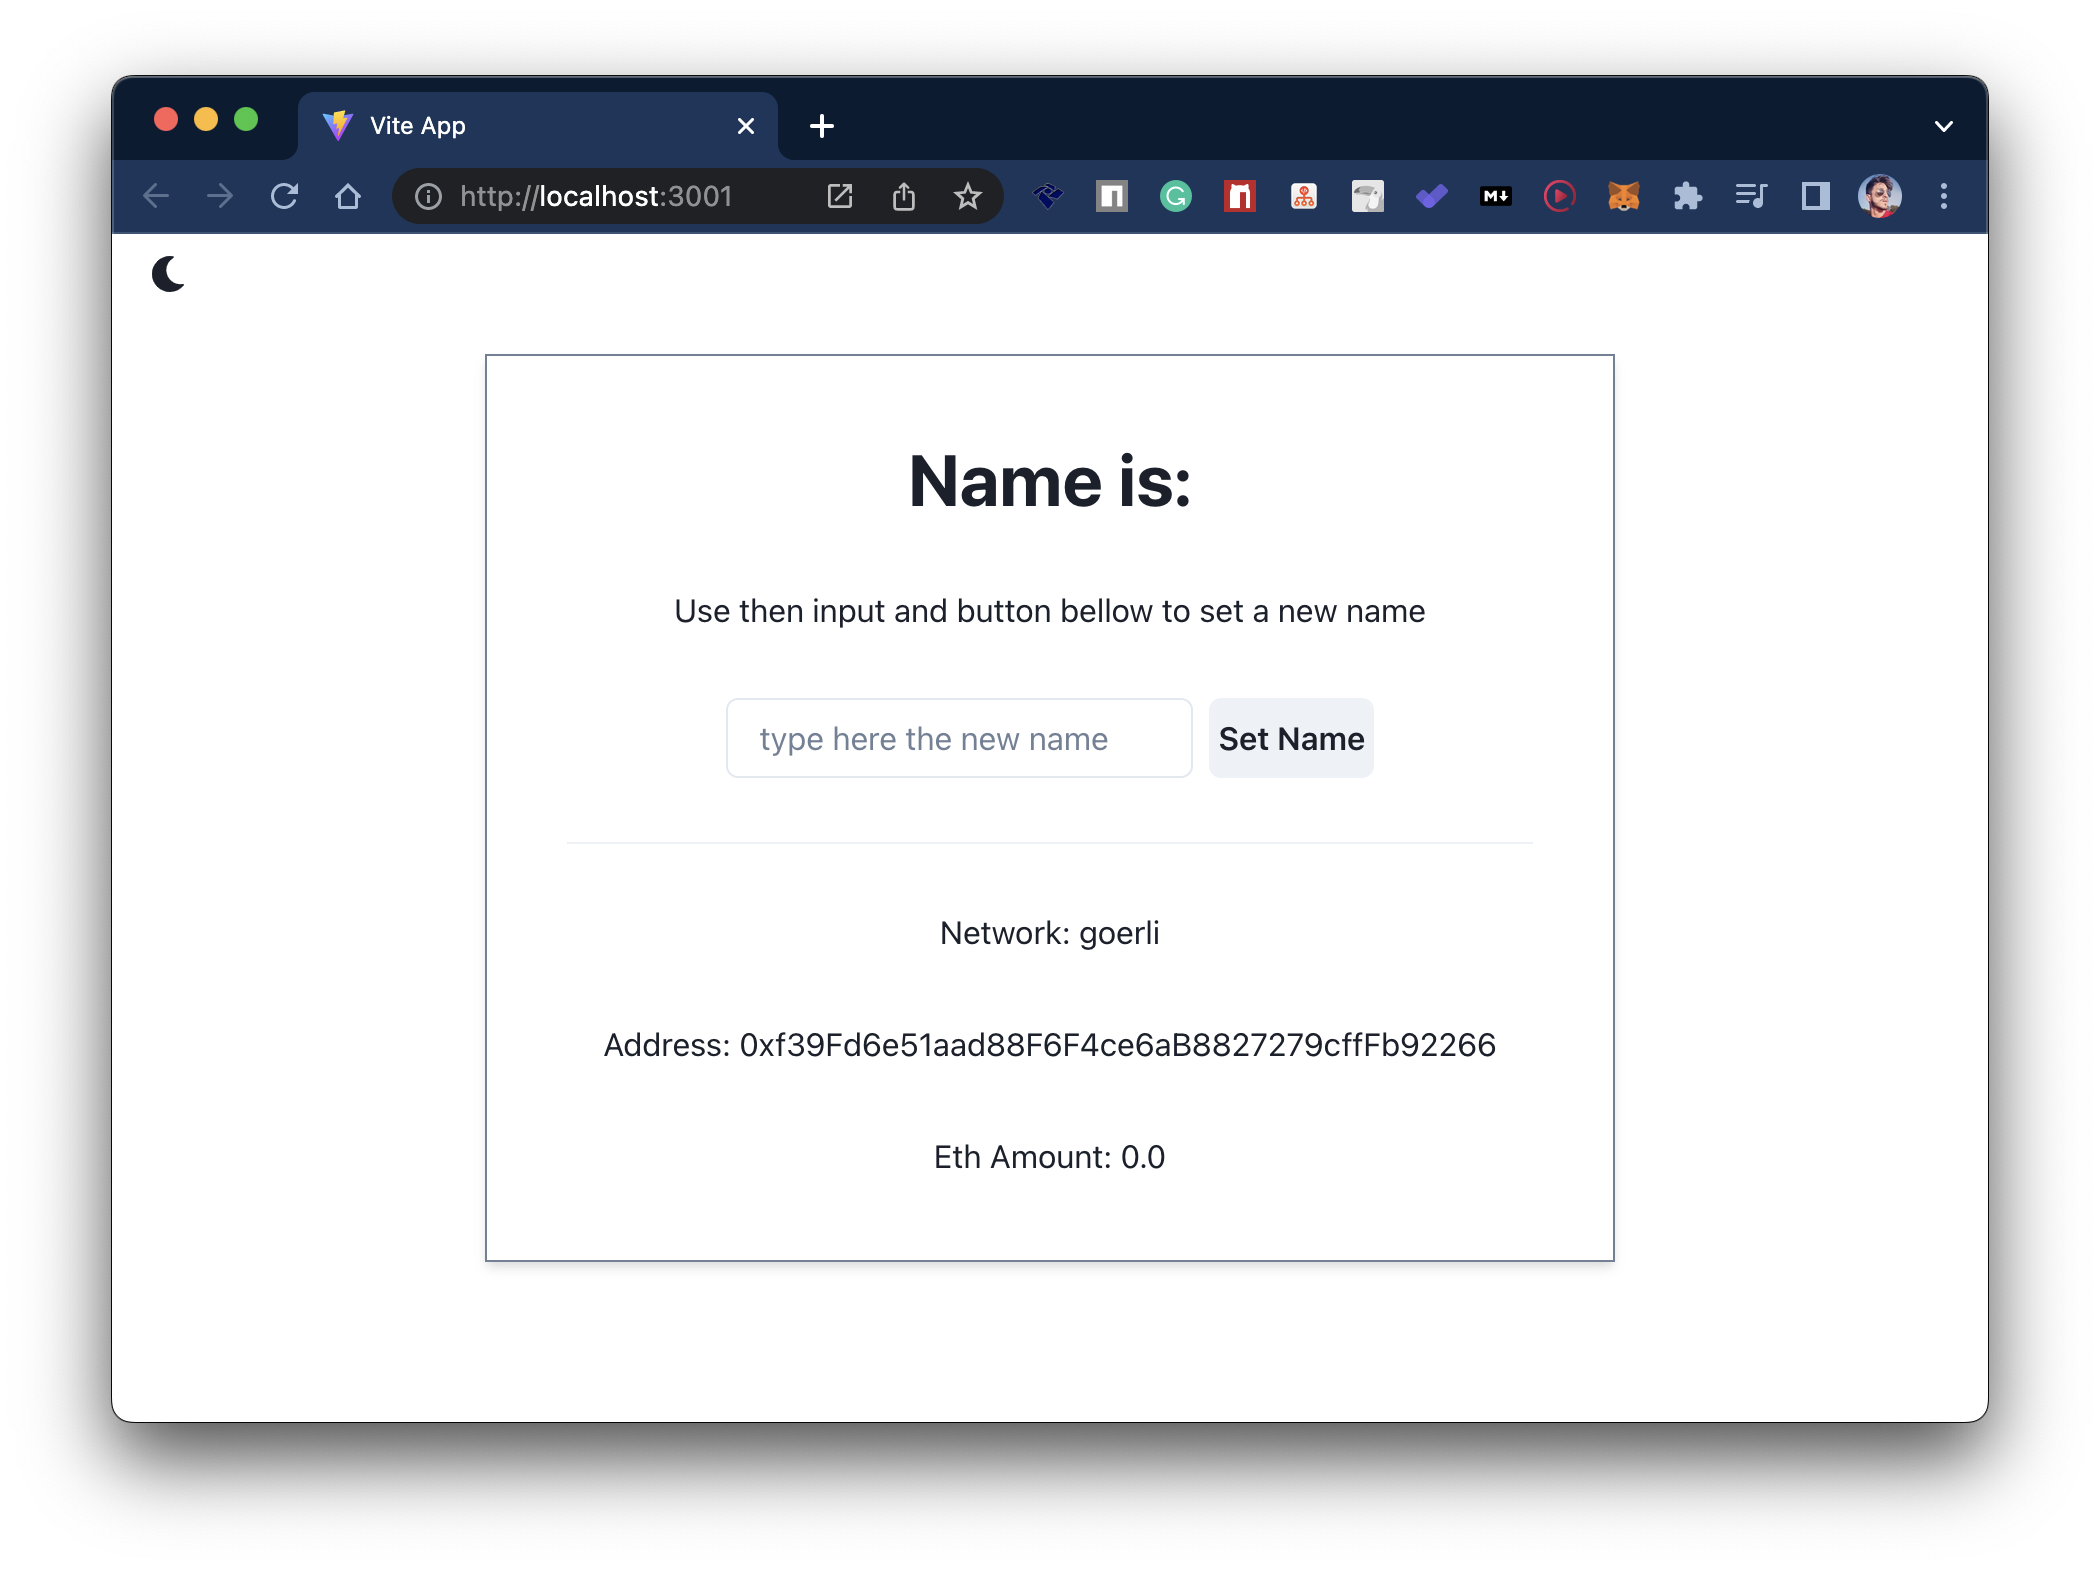 Vite App
http://localhost:3001
G
M
Name is:
Use then input and button bellow to set a new name
type here the new name
Set Name
Network: goerli
Address: 0xf39Fd6e51aad88F6F4ce6aB8827279cffFb92266
Eth Amount: 0.0